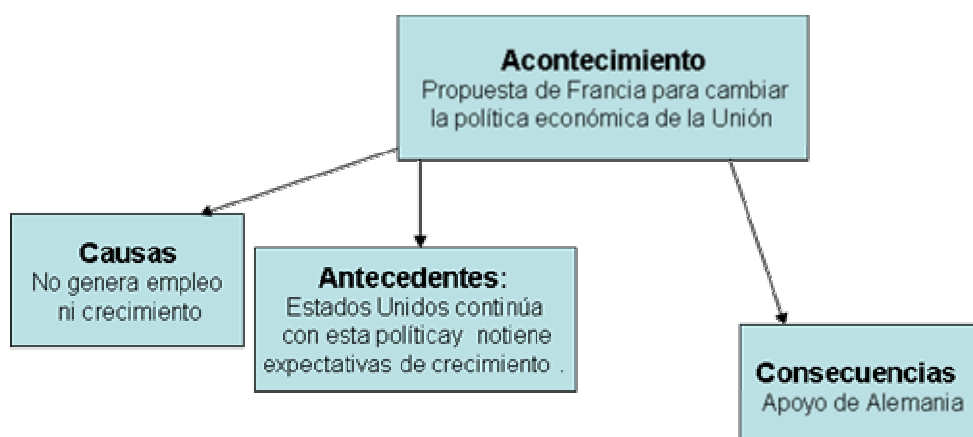 Acontecimiento
Propuesta de Francia para cambiar
la política económica de la Unión
Causas
No genera empleo
ni crecimiento
Antecedentes:
Estados Unidos continúa
con esta políticay notiene
expectativas de crecimiento .
Consecuencias
Apoyo de Alemania